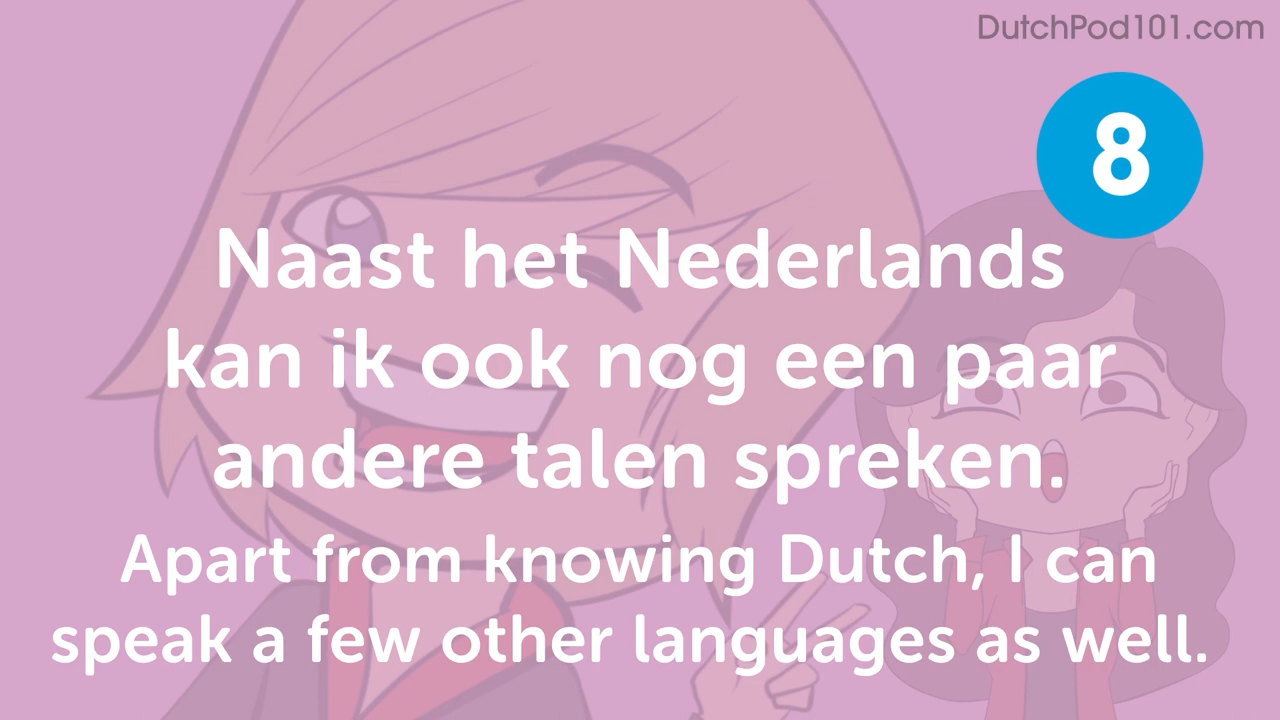 DutchPod101.com
8
Naast het Nederlands
kan ik ook nog een paar
andere talen spreken.
Apart from knowing Dutch, I can
speak a few other languages as well.